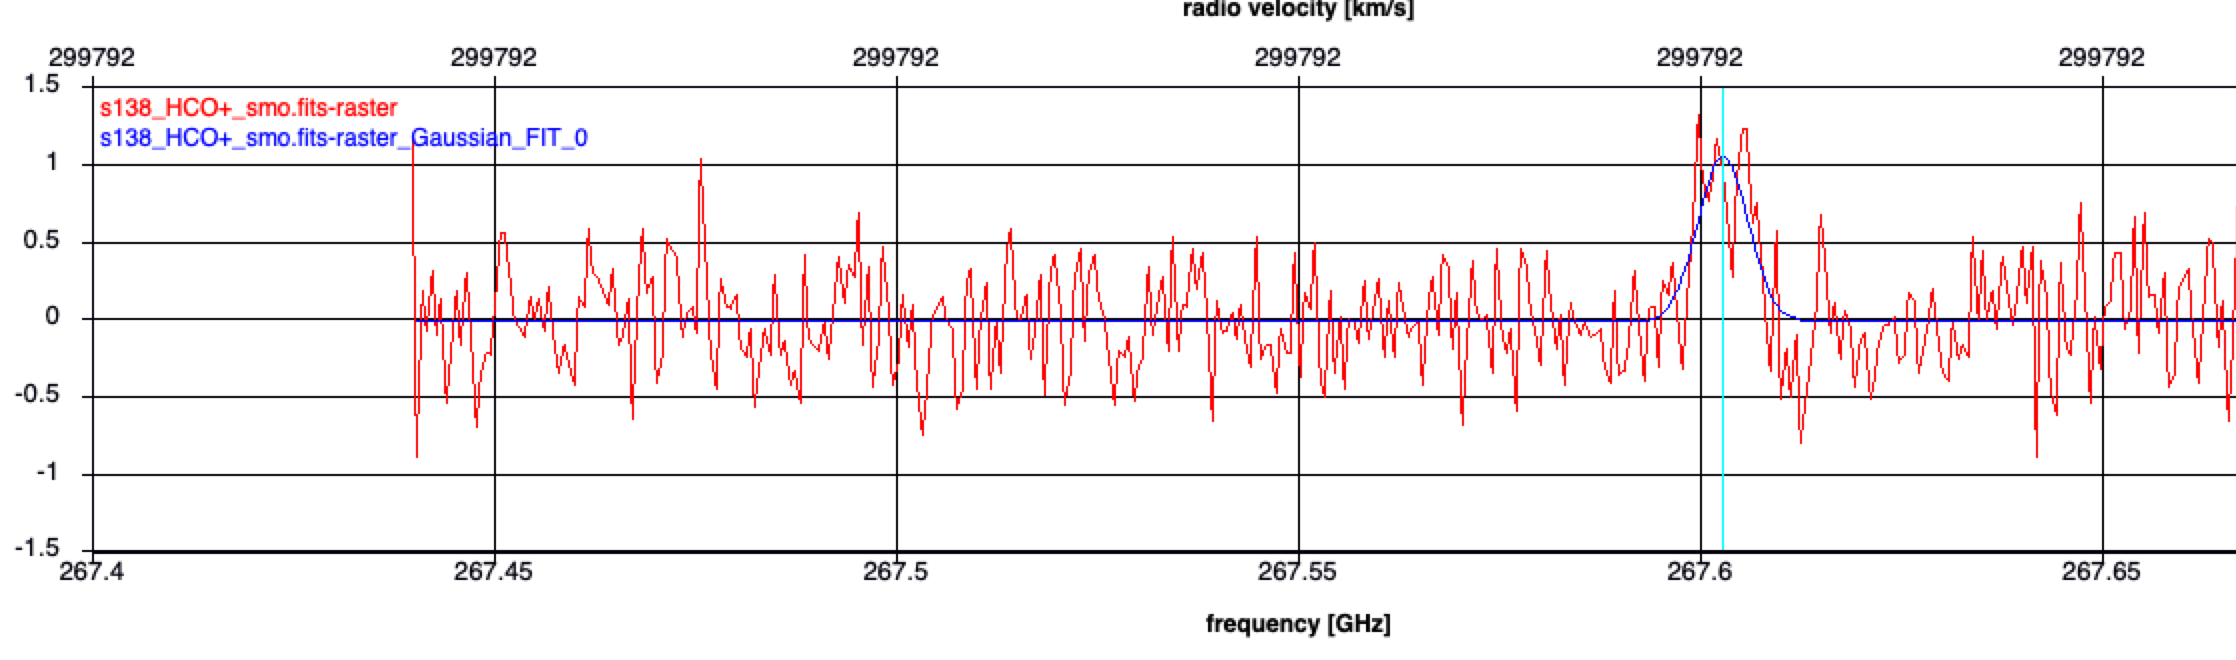 radio velocity [km/s]
299792 299792 299792 299792 299792 299792
1.5
s138_HCO+_smo.fits-raster
s138_HCO+_smo.fits-raster_Gaussian_FIT_0
1
0.5
0
-0.5
-1
-1.5
267.4 267.45 267.5 267.55 267.6 267.65
frequency [GHz]